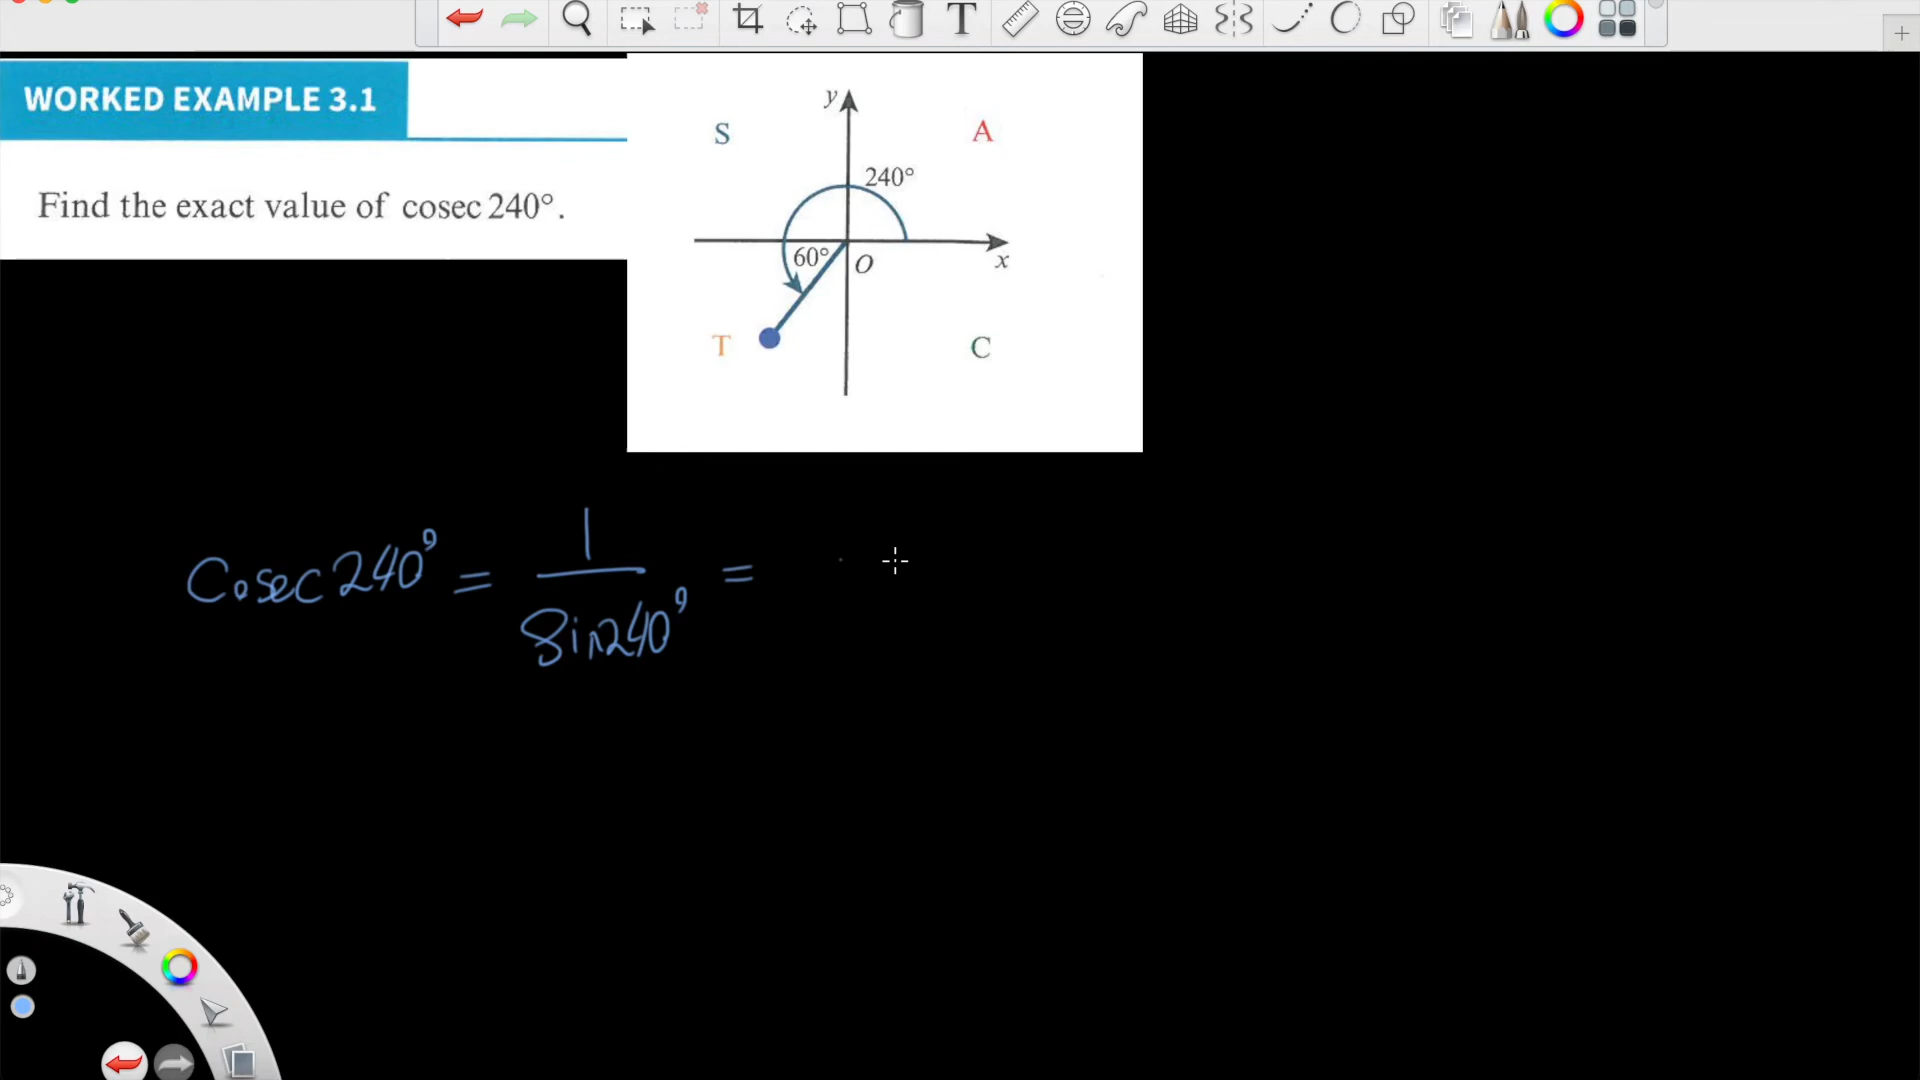 WORKED EXAMPLE 3.1
Find the exact value of cosec 240°.
y
S
A
240°
60°
O
x
T
C
Cosec 240° = 1 / Sin240° =